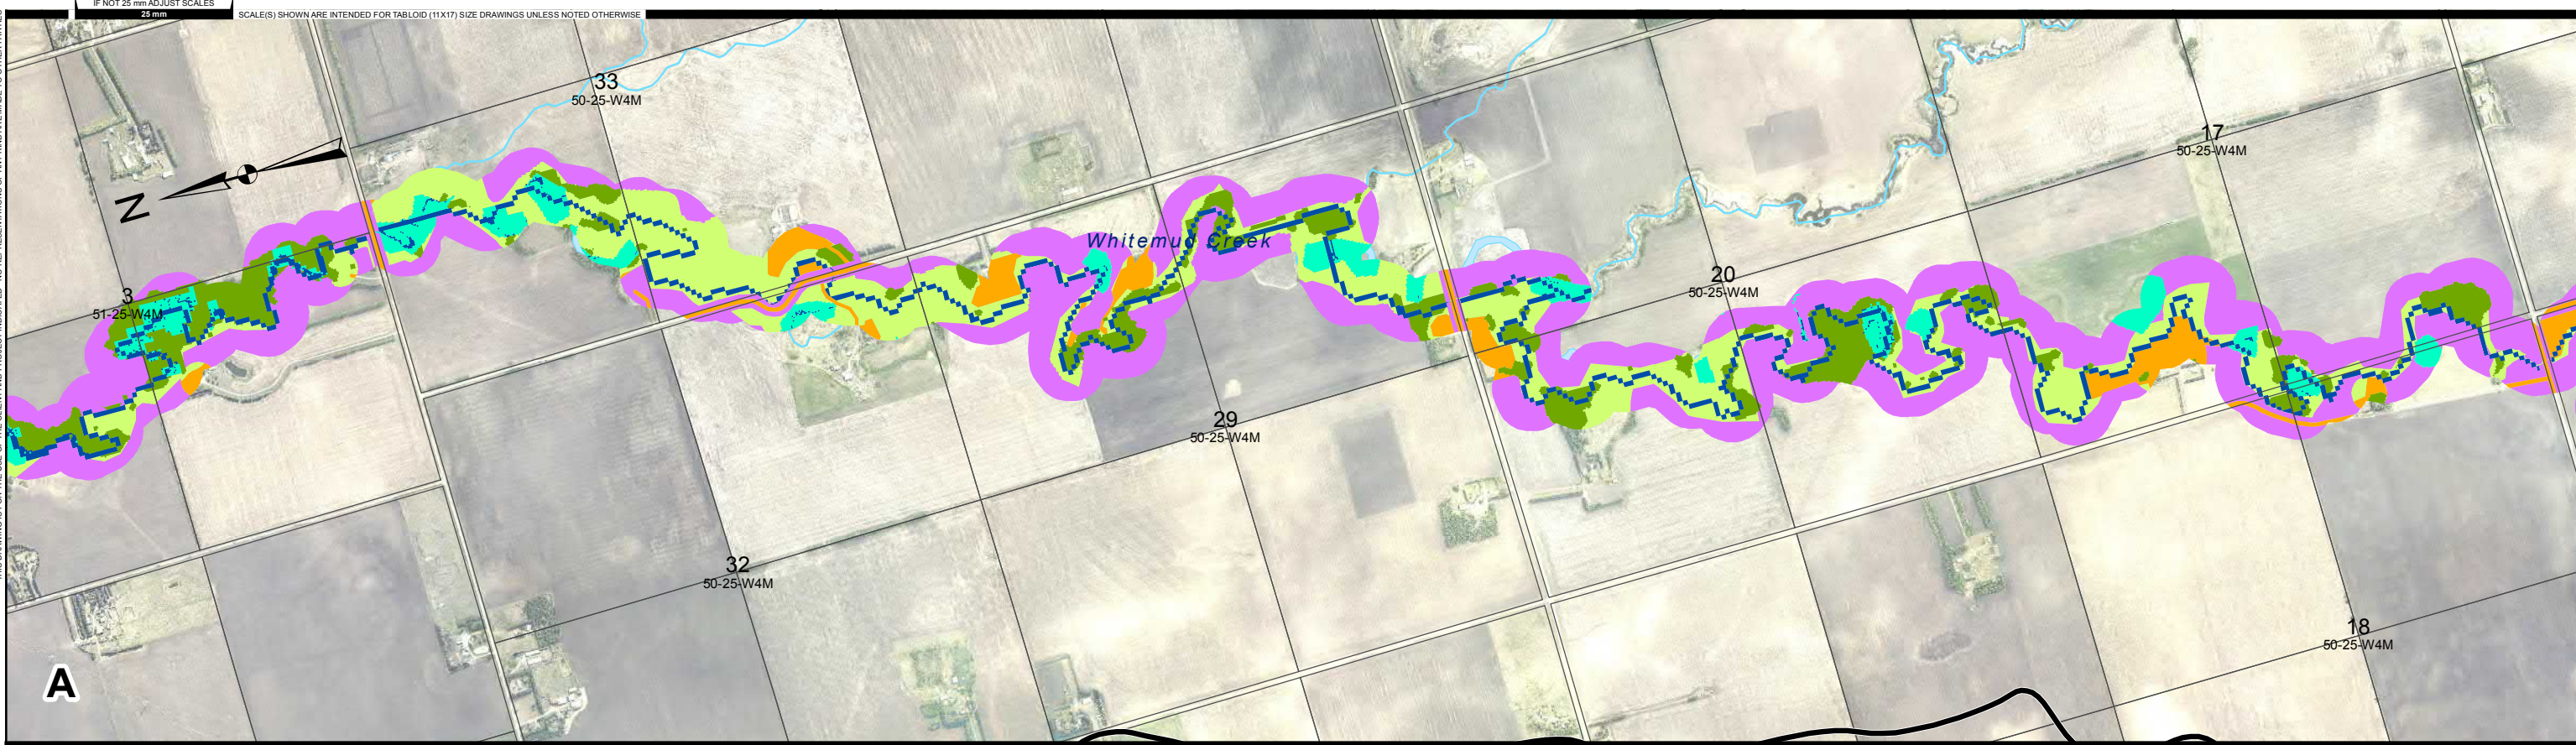 IF NOT 25 mm ADJUST SCALES
25 mm
SCALE(S) SHOWN ARE INTENDED FOR TABLOID (11X17) SIZE DRAWINGS UNLESS NOTED OTHERWISE
33
50-25-W4M
17
50-25-W4M
N
Whitemud Creek
20
50-25-W4M
3
51-25-W4M
29
50-25-W4M
32
50-25-W4M
18
50-25-W4M
A